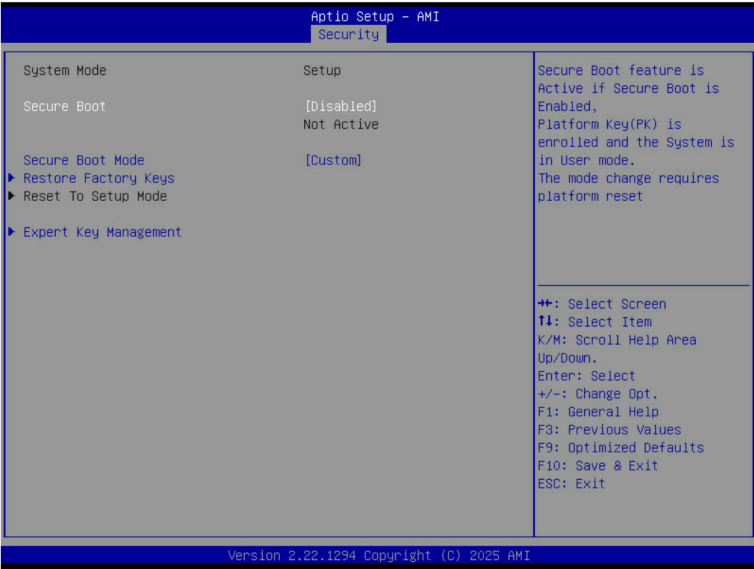 Aptio Setup – AMI
Security
System Mode Setup
Secure Boot [Disabled]
Not Active
Secure Boot Mode [Custom]
Restore Factory Keys
Reset To Setup Mode
Expert Key Management
Secure Boot feature is
Active if Secure Boot is
Enabled,
Platform Key(PK) is
enrolled and the System is
in User mode.
The mode change requires
platform reset
→←: Select Screen
↑↓: Select Item
K/M: Scroll Help Area
Up/Down.
Enter: Select
+/-: Change Opt.
F1: General Help
F3: Previous Values
F9: Optimized Defaults
F10: Save & Exit
ESC: Exit
Version 2.22.1294 Copyright (C) 2025 AMI